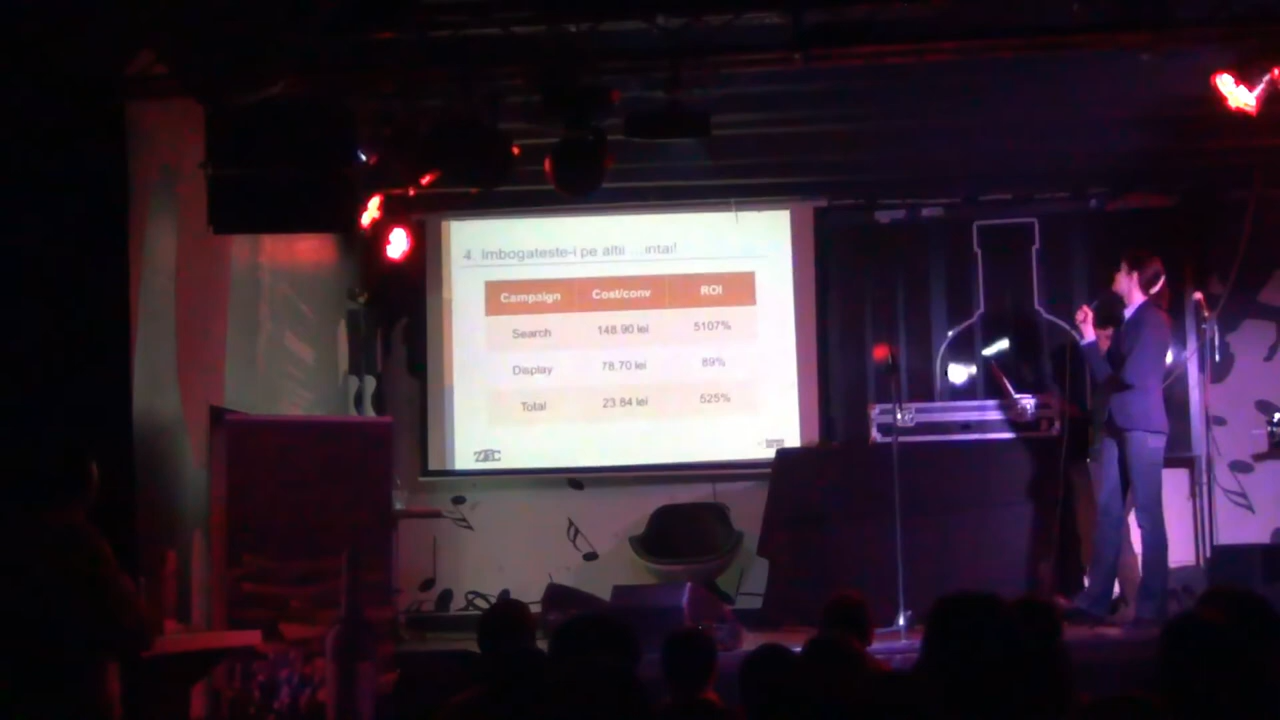 4. Imbogateste-i pe altii ... intai!
Campaign Cost/conv ROI
Search 148.90 lei 5107%
Display 78.70 lei 89%
Total 23.84 lei 525%